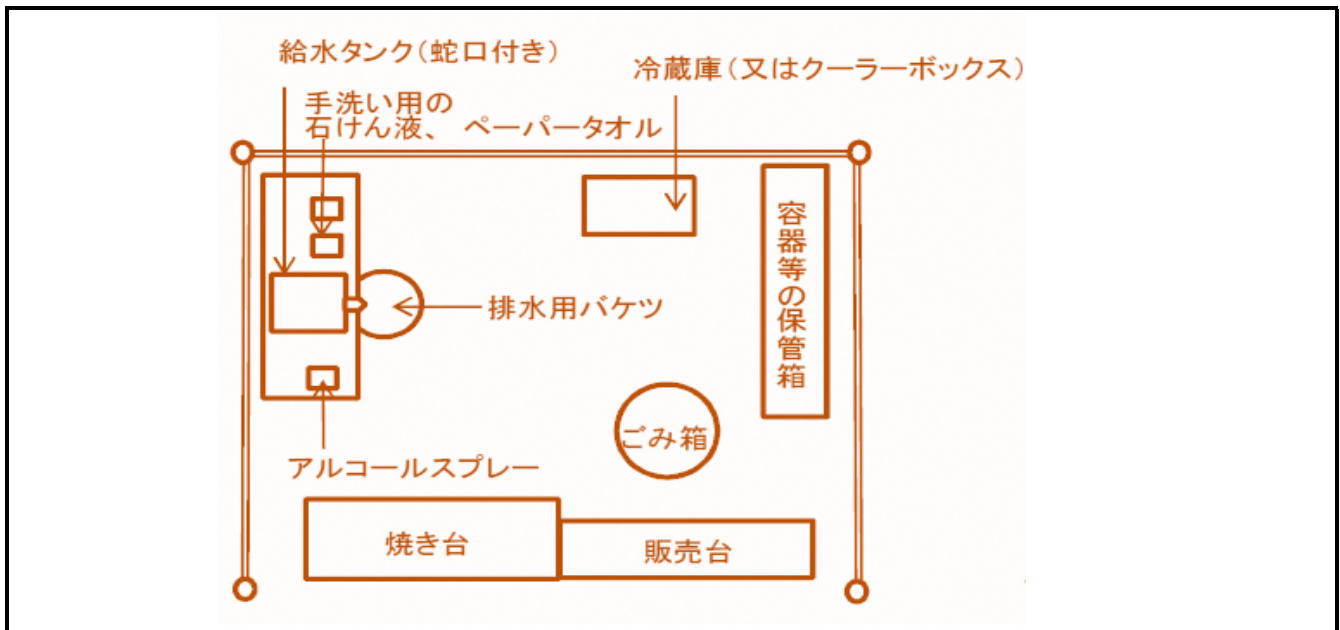 給水タンク(蛇口付き)
冷蔵庫(又はクーラーボックス)
手洗い用の
石けん液、 ペーパータオル
容器等の保管箱
排水用バケツ
ごみ箱
アルコールスプレー
焼き台
販売台